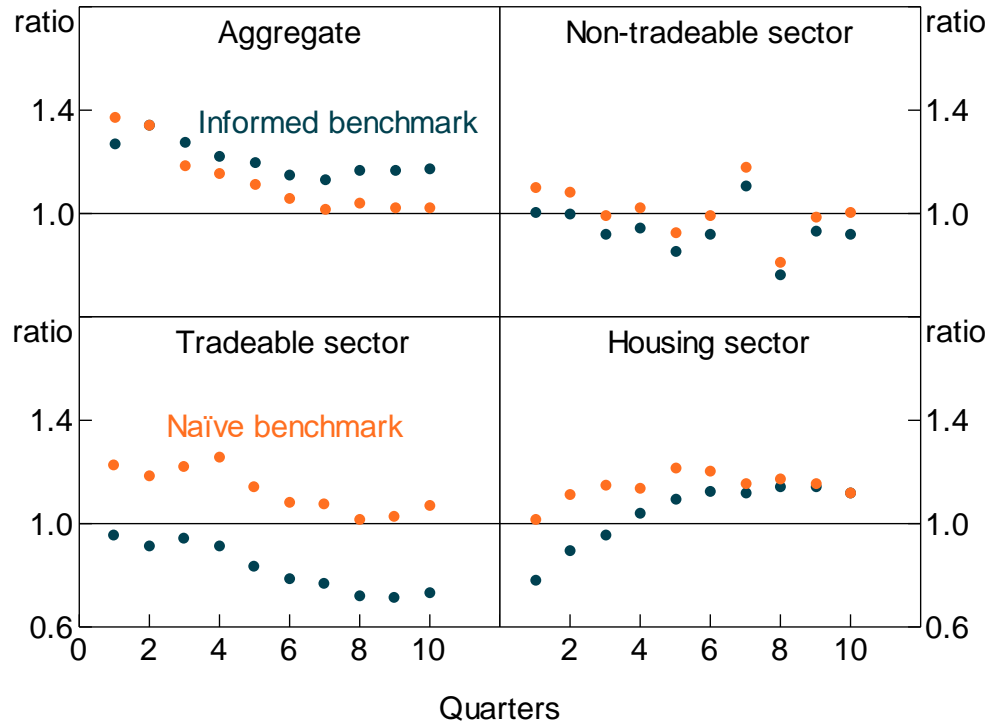 ratio
ratio
Aggregate
Non-tradeable sector
1.4
1.4
Informed benchmark
1.0
1.0
ratio
ratio
Tradeable sector
Housing sector
1.4
1.4
Naïve benchmark
1.0
1.0
0.6
0.6
0 2 4 6 8 10 2 4 6 8 10
Quarters